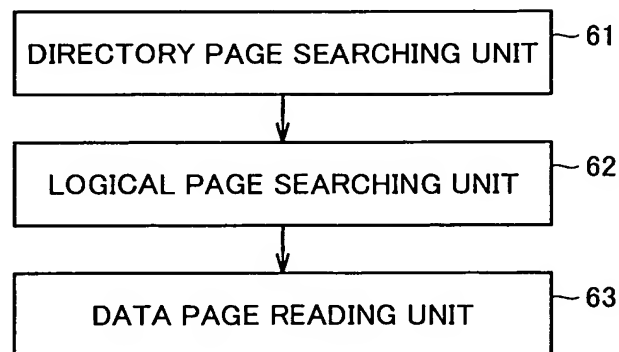 DIRECTORY PAGE SEARCHING UNIT 61
LOGICAL PAGE SEARCHING UNIT 62
DATA PAGE READING UNIT 63